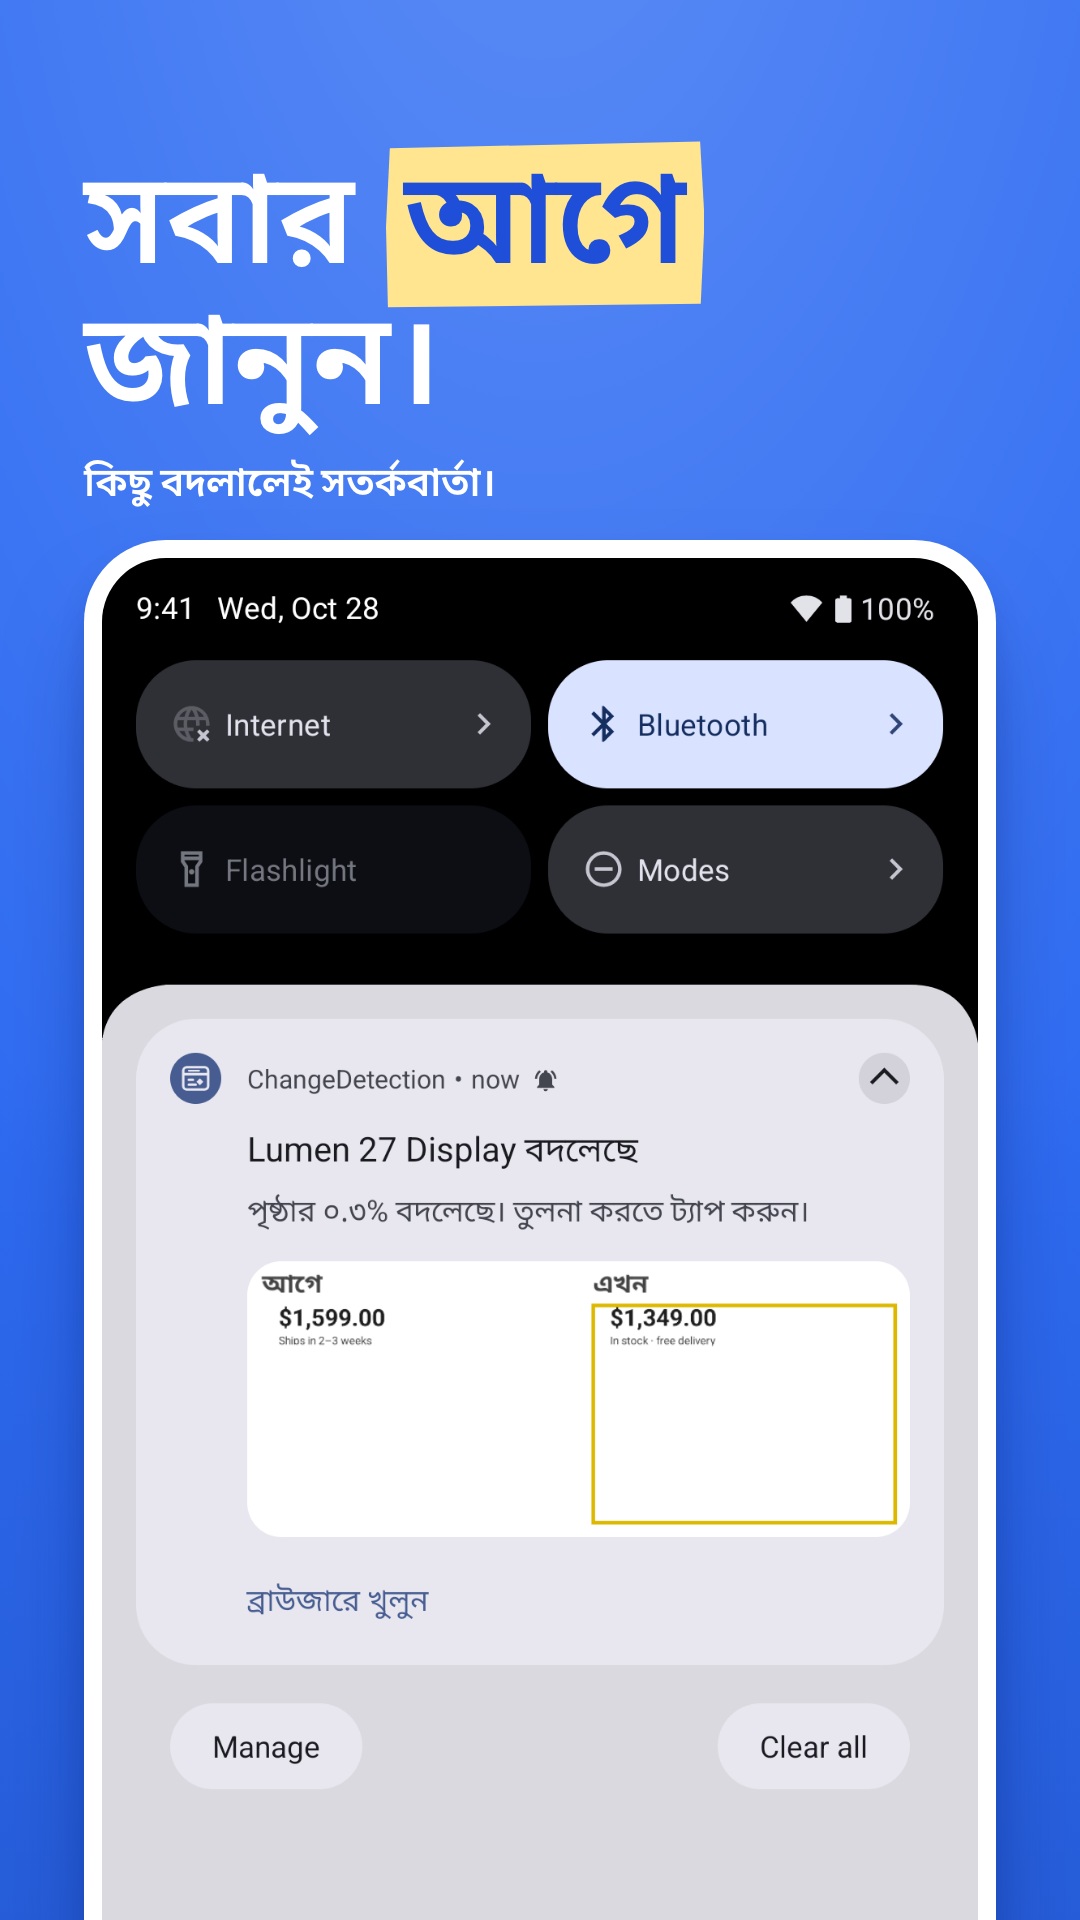 সবার আগে
জানুন।
কিছু বদলালেই সতর্কবার্তা।
9:41 Wed, Oct 28 100%
Internet
Bluetooth
Flashlight
Modes
ChangeDetection • now
Lumen 27 Display বদলেছে
পৃষ্ঠার ০.৩% বদলেছে। তুলনা করতে ট্যাপ করুন।
আগে এখন
$1,599.00 $1,349.00
Ships in 2–3 weeks In stock · free delivery
ব্রাউজারে খুলুন
Manage Clear all